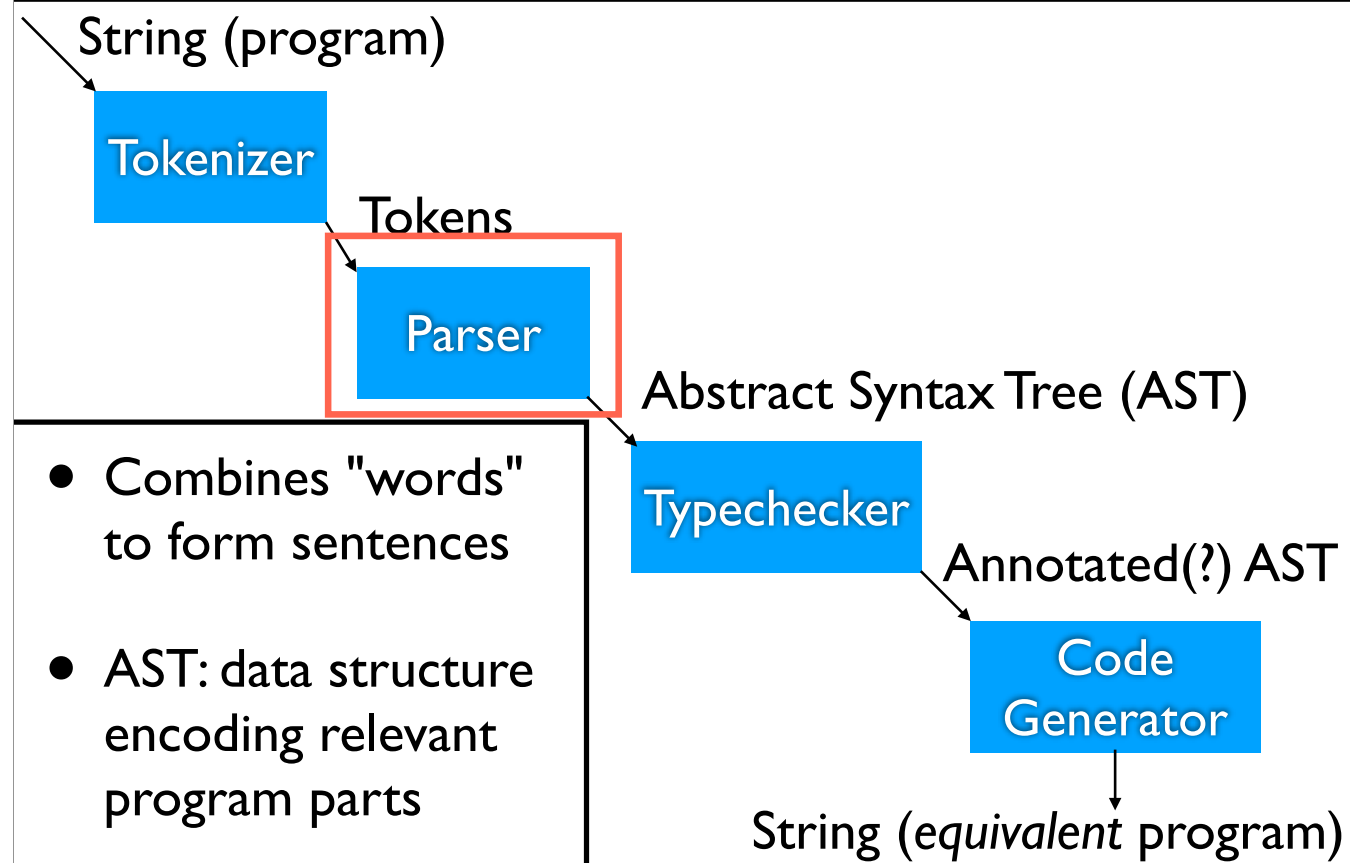 String (program)
Tokenizer
Tokens
Parser
Abstract Syntax Tree (AST)
Typechecker
Annotated(?) AST
Code
Generator
String (equivalent program)
• Combines "words"
to form sentences
• AST: data structure
encoding relevant
program parts